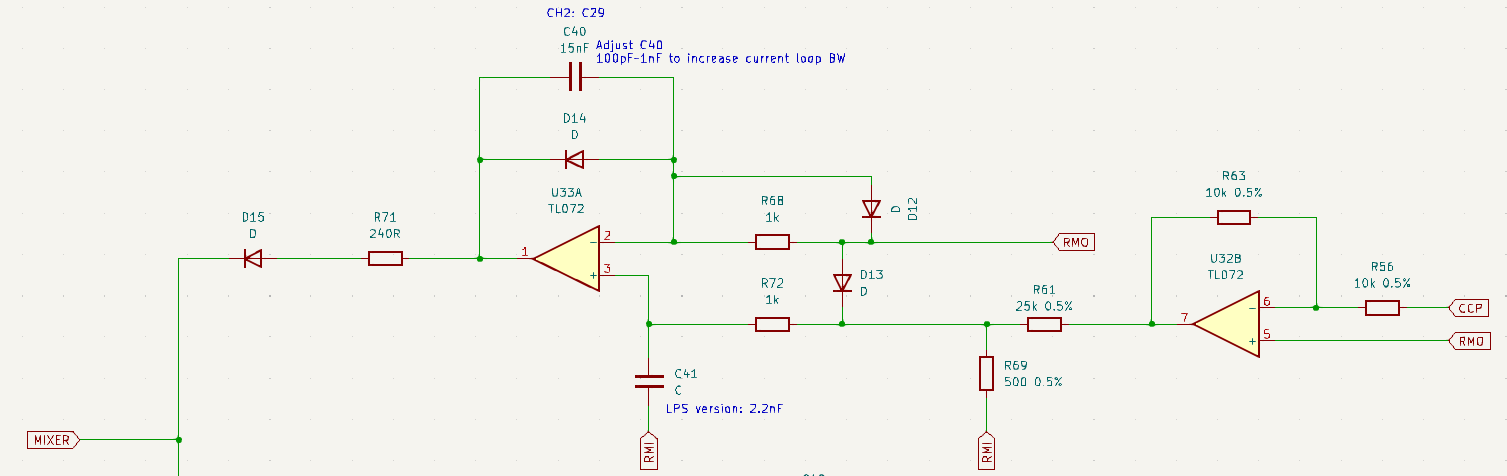 CH2: C29
C40
15nF
Adjust C40
100pF-1nF to increase current loop BW
D14
D
U33A
TL072
D15
D
R71
240R
1
2
-
3
+
R68
1k
D
D12
RMO
D13
D
R72
1k
R61
25k 0.5%
R63
10k 0.5%
U32B
TL072
R56
10k 0.5%
7
6
-
5
+
CCP
RMO
C41
C
LPS version: 2.2nF
R69
500 0.5%
RMI
RMI
MIXER